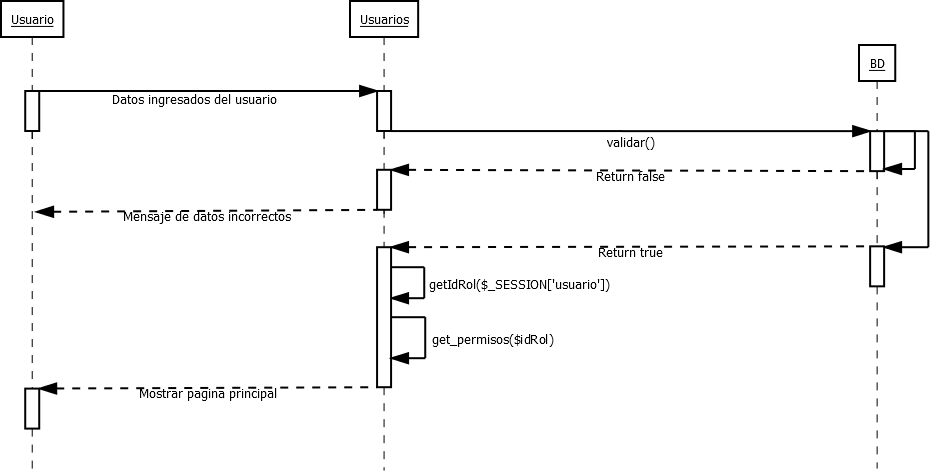 Usuario
Usuarios
BD
Datos ingresados del usuario
validar()
Return false
Mensaje de datos incorrectos
Return true
getIdRol($_SESSION['usuario'])
get_permisos($idRol)
Mostrar pagina principal